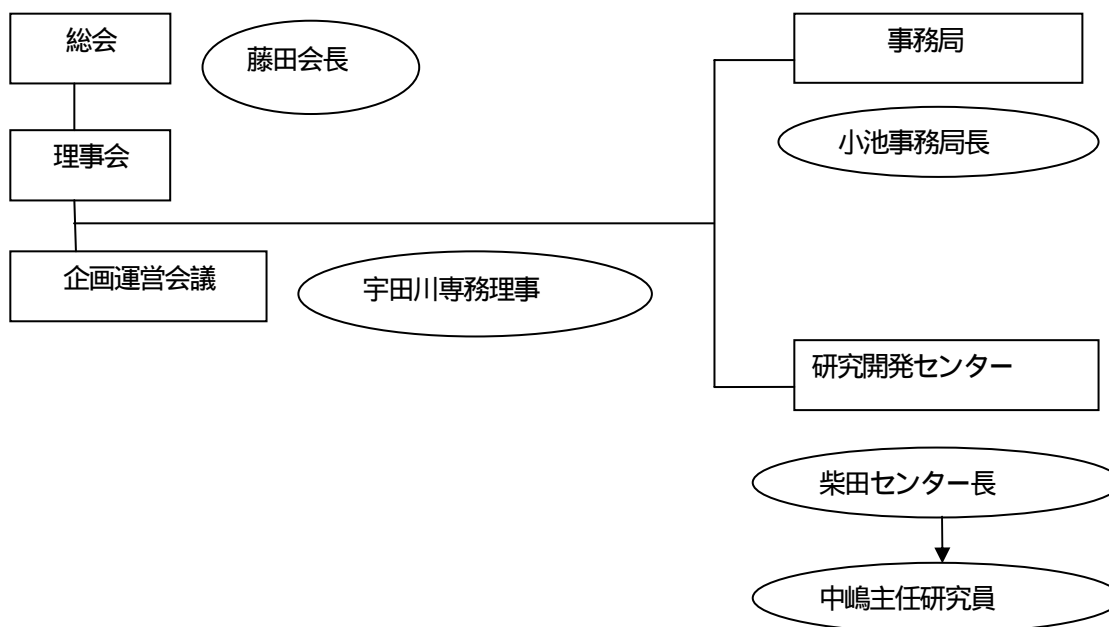 総会
藤田会長
事務局
小池事務局長
理事会
企画運営会議
宇田川専務理事
研究開発センター
柴田センター長
中嶋主任研究員